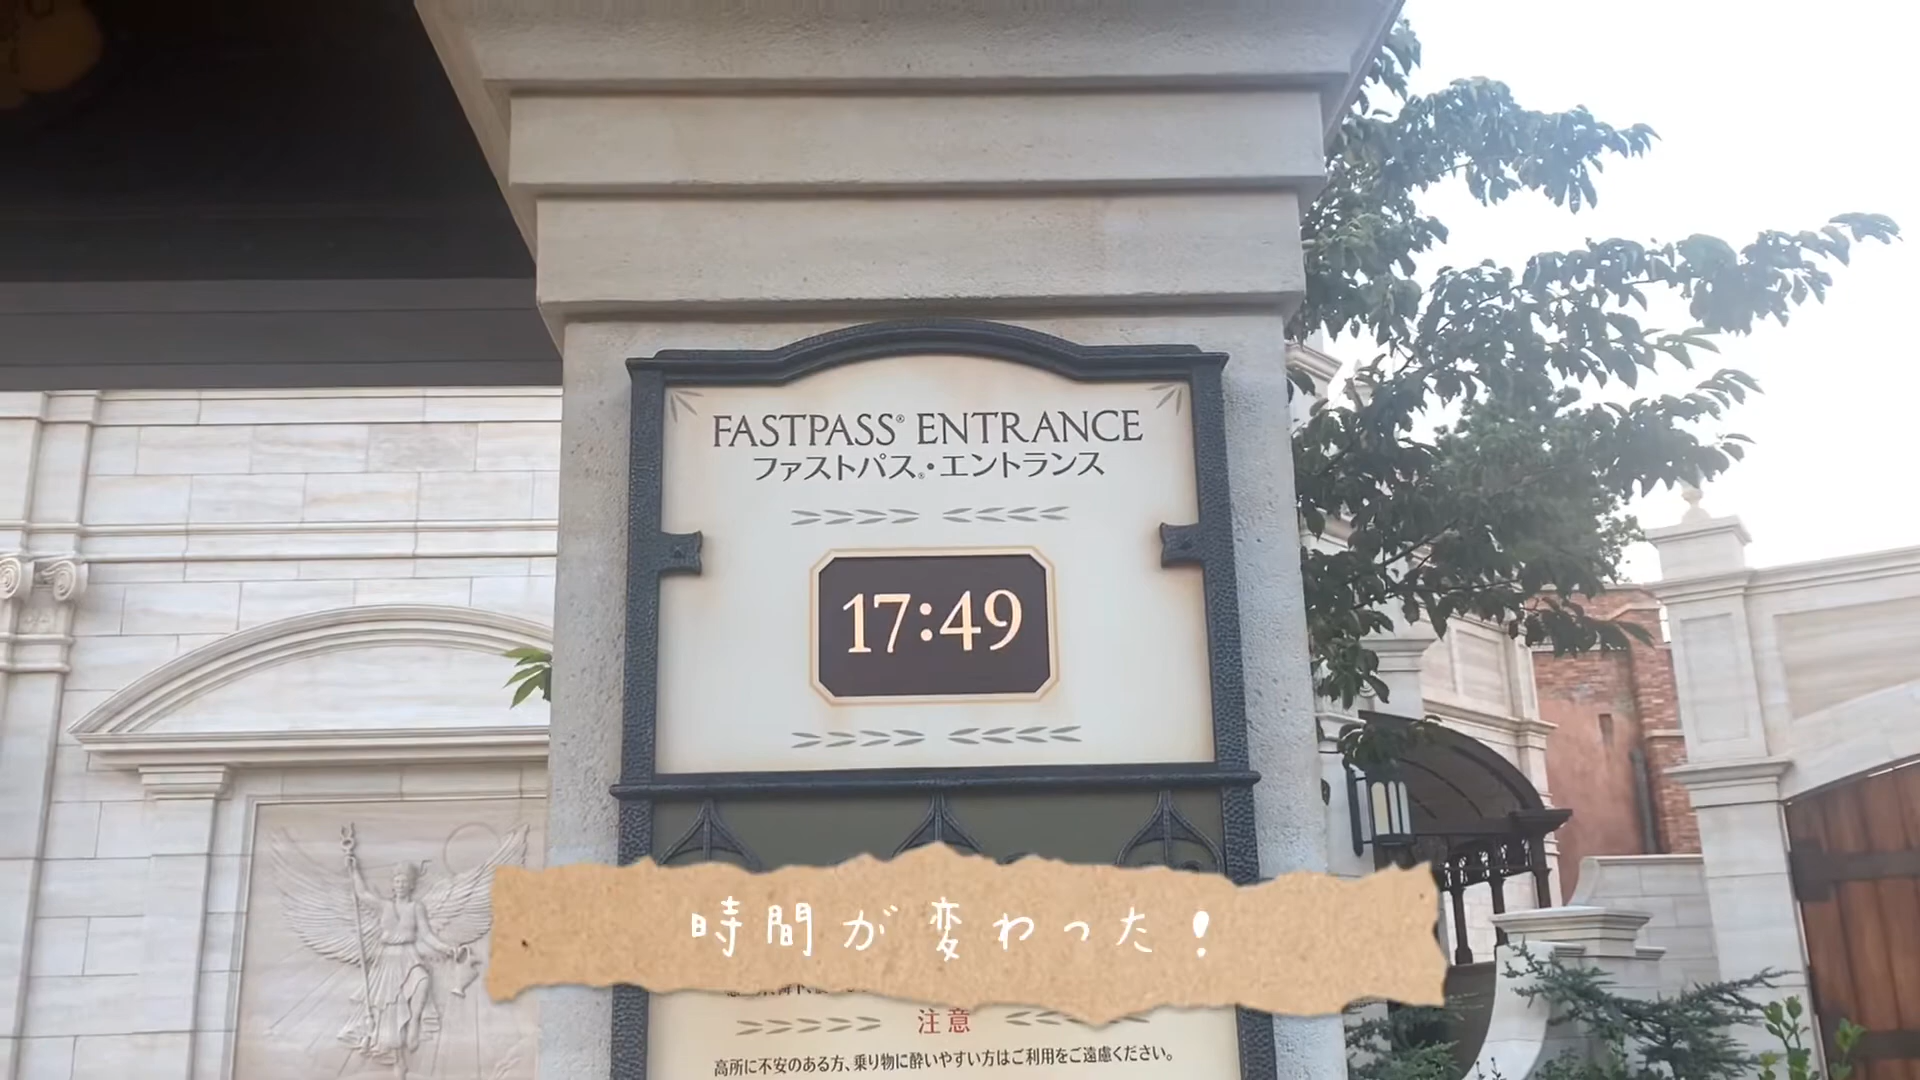 FASTPASS® ENTRANCE
ファストパス®・エントランス
17:49
時間が変わった!
注意
高所に不安のある方、乗り物に酔いやすい方はご利用をご遠慮ください。